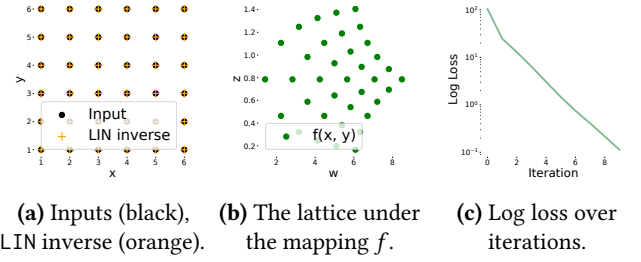 6
5
4
3
2
1
y
Input
LIN inverse
1 2 3 4 5 6
x
1.4
1.2
1.0
0.8
0.6
0.4
0.2
z
f(x, y)
2 4 6 8
w
10²
10¹
10⁰
10⁻¹
Log Loss
0 2 4 6 8
Iteration
(a) Inputs (black),
LIN inverse (orange).
(b) The lattice under
the mapping f.
(c) Log loss over
iterations.